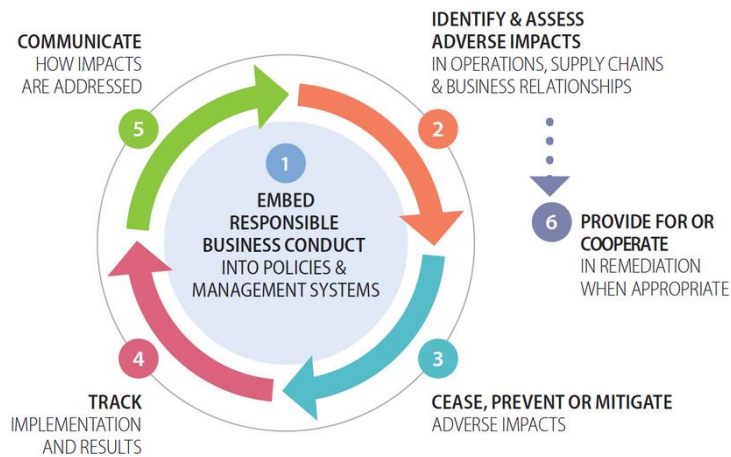 1
EMBED
RESPONSIBLE
BUSINESS CONDUCT
INTO POLICIES &
MANAGEMENT SYSTEMS
2
IDENTIFY & ASSESS
ADVERSE IMPACTS
IN OPERATIONS, SUPPLY CHAINS
& BUSINESS RELATIONSHIPS
3
CEASE, PREVENT OR MITIGATE
ADVERSE IMPACTS
4
TRACK
IMPLEMENTATION
AND RESULTS
5
COMMUNICATE
HOW IMPACTS
ARE ADDRESSED
6
PROVIDE FOR OR
COOPERATE
IN REMEDIATION
WHEN APPROPRIATE